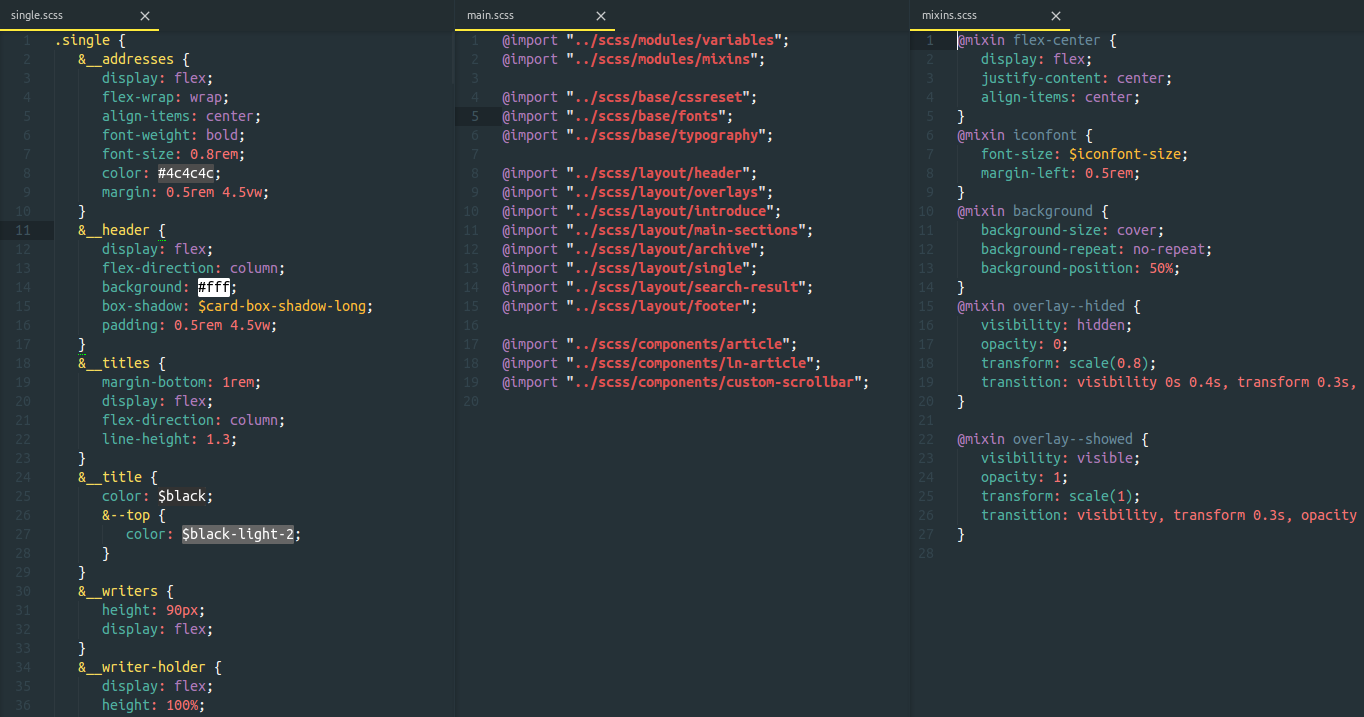 single.scss ×
1 .single {
2 &__addresses {
3 display: flex;
4 flex-wrap: wrap;
5 align-items: center;
6 font-weight: bold;
7 font-size: 0.8rem;
8 color: #4c4c4c;
9 margin: 0.5rem 4.5vw;
10 }
11 &__header {
12 display: flex;
13 flex-direction: column;
14 background: #fff;
15 box-shadow: $card-box-shadow-long;
16 padding: 0.5rem 4.5vw;
17 }
18 &__titles {
19 margin-bottom: 1rem;
20 display: flex;
21 flex-direction: column;
22 line-height: 1.3;
23 }
24 &__title {
25 color: $black;
26 &--top {
27 color: $black-light-2;
28 }
29 }
30 &__writers {
31 height: 90px;
32 display: flex;
33 }
34 &__writer-holder {
35 display: flex;
36 height: 100%;
main.scss ×
1 @import "../scss/modules/variables";
2 @import "../scss/modules/mixins";
3
4 @import "../scss/base/cssreset";
5 @import "../scss/base/fonts";
6 @import "../scss/base/typography";
7
8 @import "../scss/layout/header";
9 @import "../scss/layout/overlays";
10 @import "../scss/layout/introduce";
11 @import "../scss/layout/main-sections";
12 @import "../scss/layout/archive";
13 @import "../scss/layout/single";
14 @import "../scss/layout/search-result";
15 @import "../scss/layout/footer";
16
17 @import "../scss/components/article";
18 @import "../scss/components/ln-article";
19 @import "../scss/components/custom-scrollbar";
20
mixins.scss ×
1 @mixin flex-center {
2 display: flex;
3 justify-content: center;
4 align-items: center;
5 }
6 @mixin iconfont {
7 font-size: $iconfont-size;
8 margin-left: 0.5rem;
9 }
10 @mixin background {
11 background-size: cover;
12 background-repeat: no-repeat;
13 background-position: 50%;
14 }
15 @mixin overlay--hided {
16 visibility: hidden;
17 opacity: 0;
18 transform: scale(0.8);
19 transition: visibility 0s 0.4s, transform 0.3s,
20 }
21
22 @mixin overlay--showed {
23 visibility: visible;
24 opacity: 1;
25 transform: scale(1);
26 transition: visibility, transform 0.3s, opacity
27 }
28